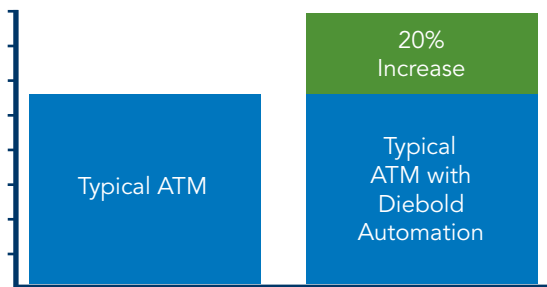 20%
Increase
Typical ATM
Typical
ATM with
Diebold
Automation